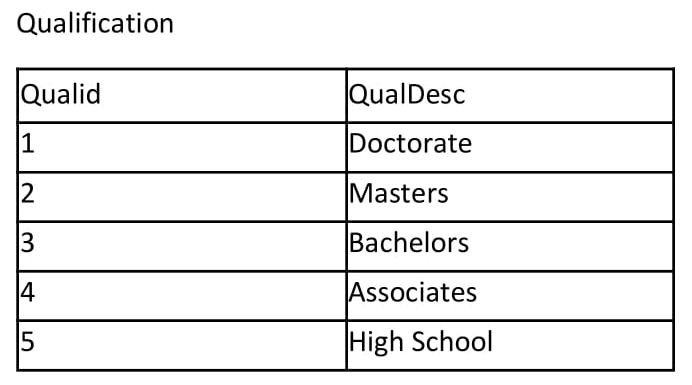 Qualification
Qualid QualDesc
1 Doctorate
2 Masters
3 Bachelors
4 Associates
5 High School